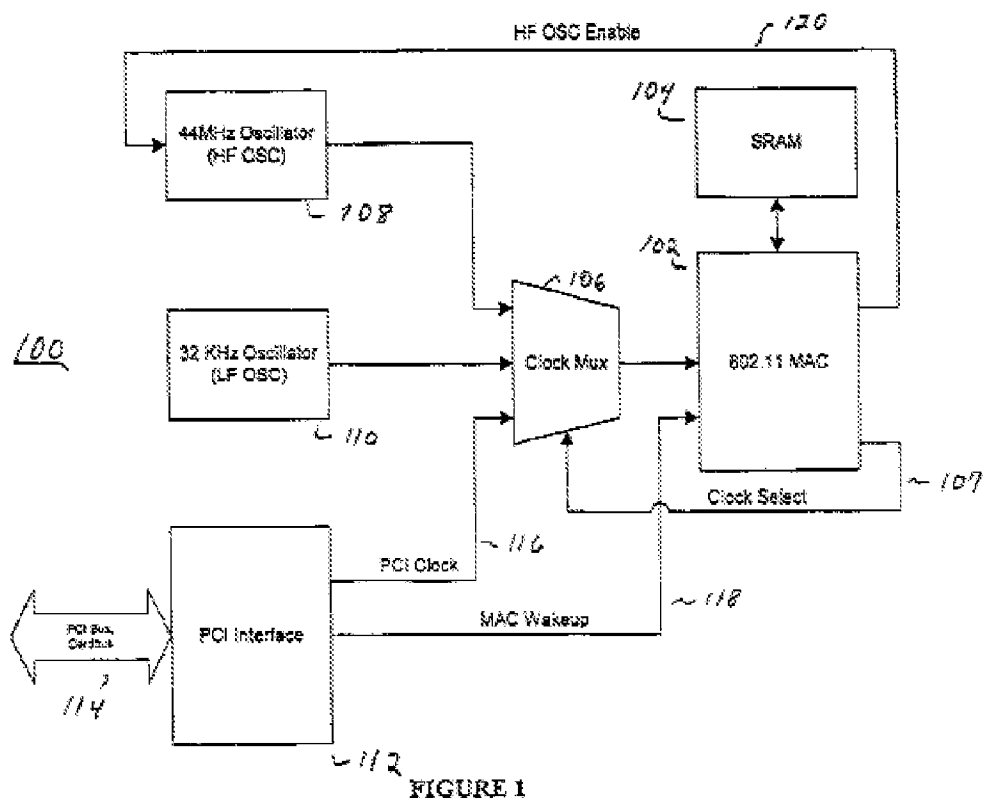 HF OSC Enable
120
104
44MHz Oscillator
(HF OSC)
SRAM
108
102
106
100
32 KHz Oscillator
(LF OSC)
Clock Mux
802.11 MAC
110
107
Clock Select
116
PCI Clock
118
MAC Wakeup
PCI Bus,
Cardbus
PCI Interface
114
112
FIGURE 1